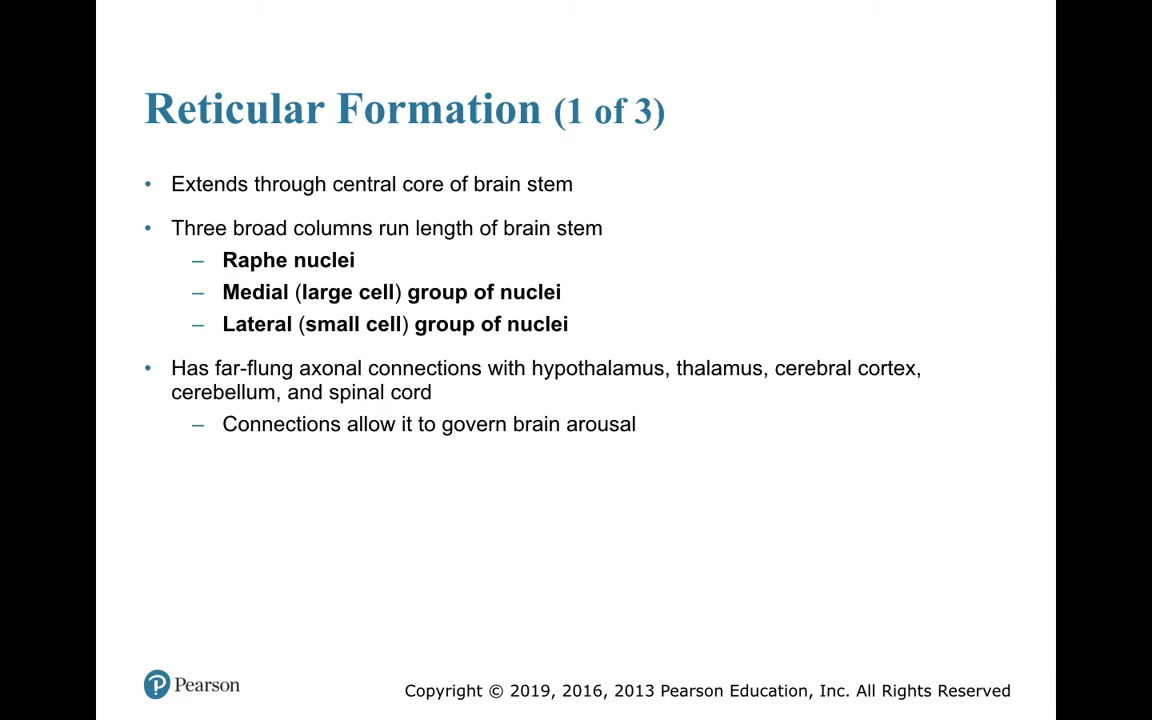 Reticular Formation (1 of 3)
• Extends through central core of brain stem
• Three broad columns run length of brain stem
– Raphe nuclei
– Medial (large cell) group of nuclei
– Lateral (small cell) group of nuclei
• Has far-flung axonal connections with hypothalamus, thalamus, cerebral cortex,
cerebellum, and spinal cord
– Connections allow it to govern brain arousal
Pearson
Copyright © 2019, 2016, 2013 Pearson Education, Inc. All Rights Reserved